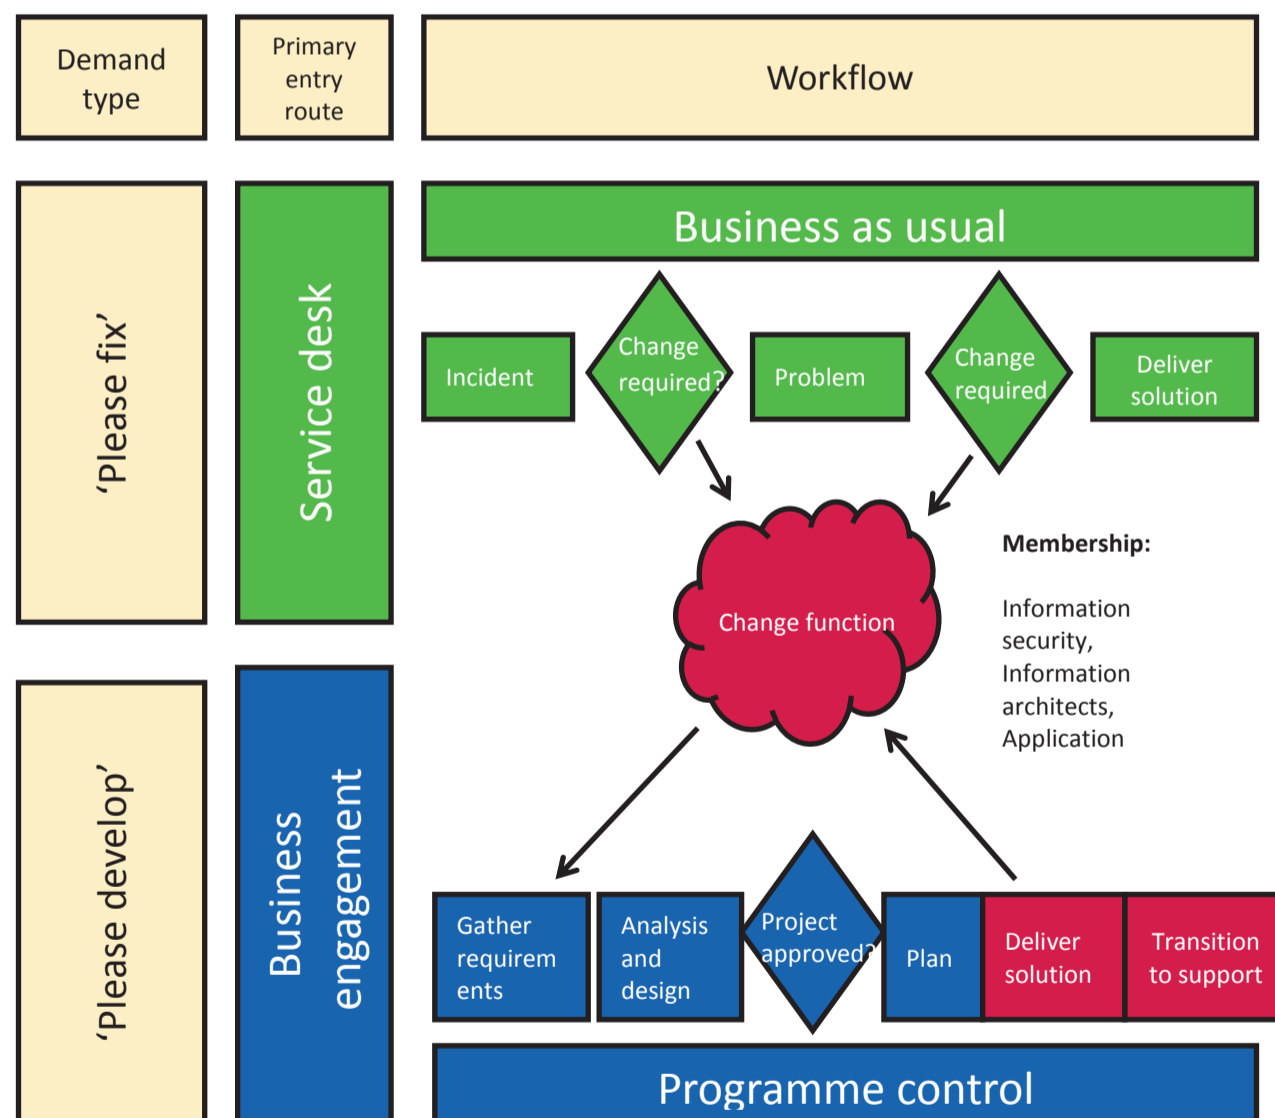 Demand
type
Primary
entry
route
Workflow
‘Please fix’
Service desk
Business as usual
Incident
Change
required?
Problem
Change
required
Deliver
solution
Change function
Membership:
Information
security,
Information
architects,
Application
‘Please develop’
Business
engagement
Gather
requirem
ents
Analysis
and
design
Project
approved?
Plan
Deliver
solution
Transition
to support
Programme control